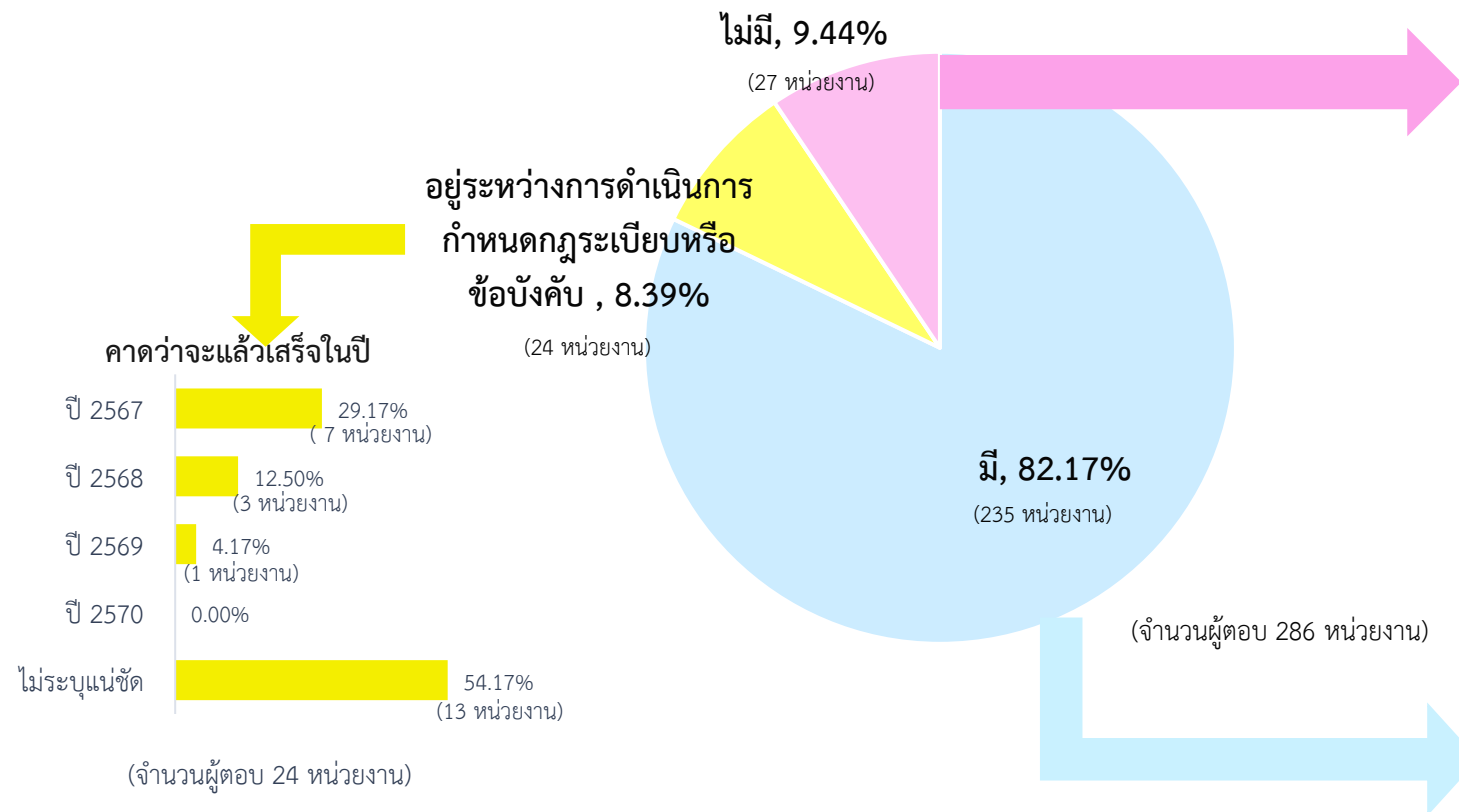 ไม่มี, 9.44%
(27 หน่วยงาน)
อยู่ระหว่างการดำเนินการ
กำหนดกฎระเบียบหรือ
ข้อบังคับ , 8.39%
(24 หน่วยงาน)
คาดว่าจะแล้วเสร็จในปี
ปี 2567
29.17%
( 7 หน่วยงาน)
ปี 2568
12.50%
(3 หน่วยงาน)
ปี 2569
4.17%
(1 หน่วยงาน)
ปี 2570
0.00%
ไม่ระบุแน่ชัด
54.17%
(13 หน่วยงาน)
(จำนวนผู้ตอบ 24 หน่วยงาน)
มี, 82.17%
(235 หน่วยงาน)
(จำนวนผู้ตอบ 286 หน่วยงาน)